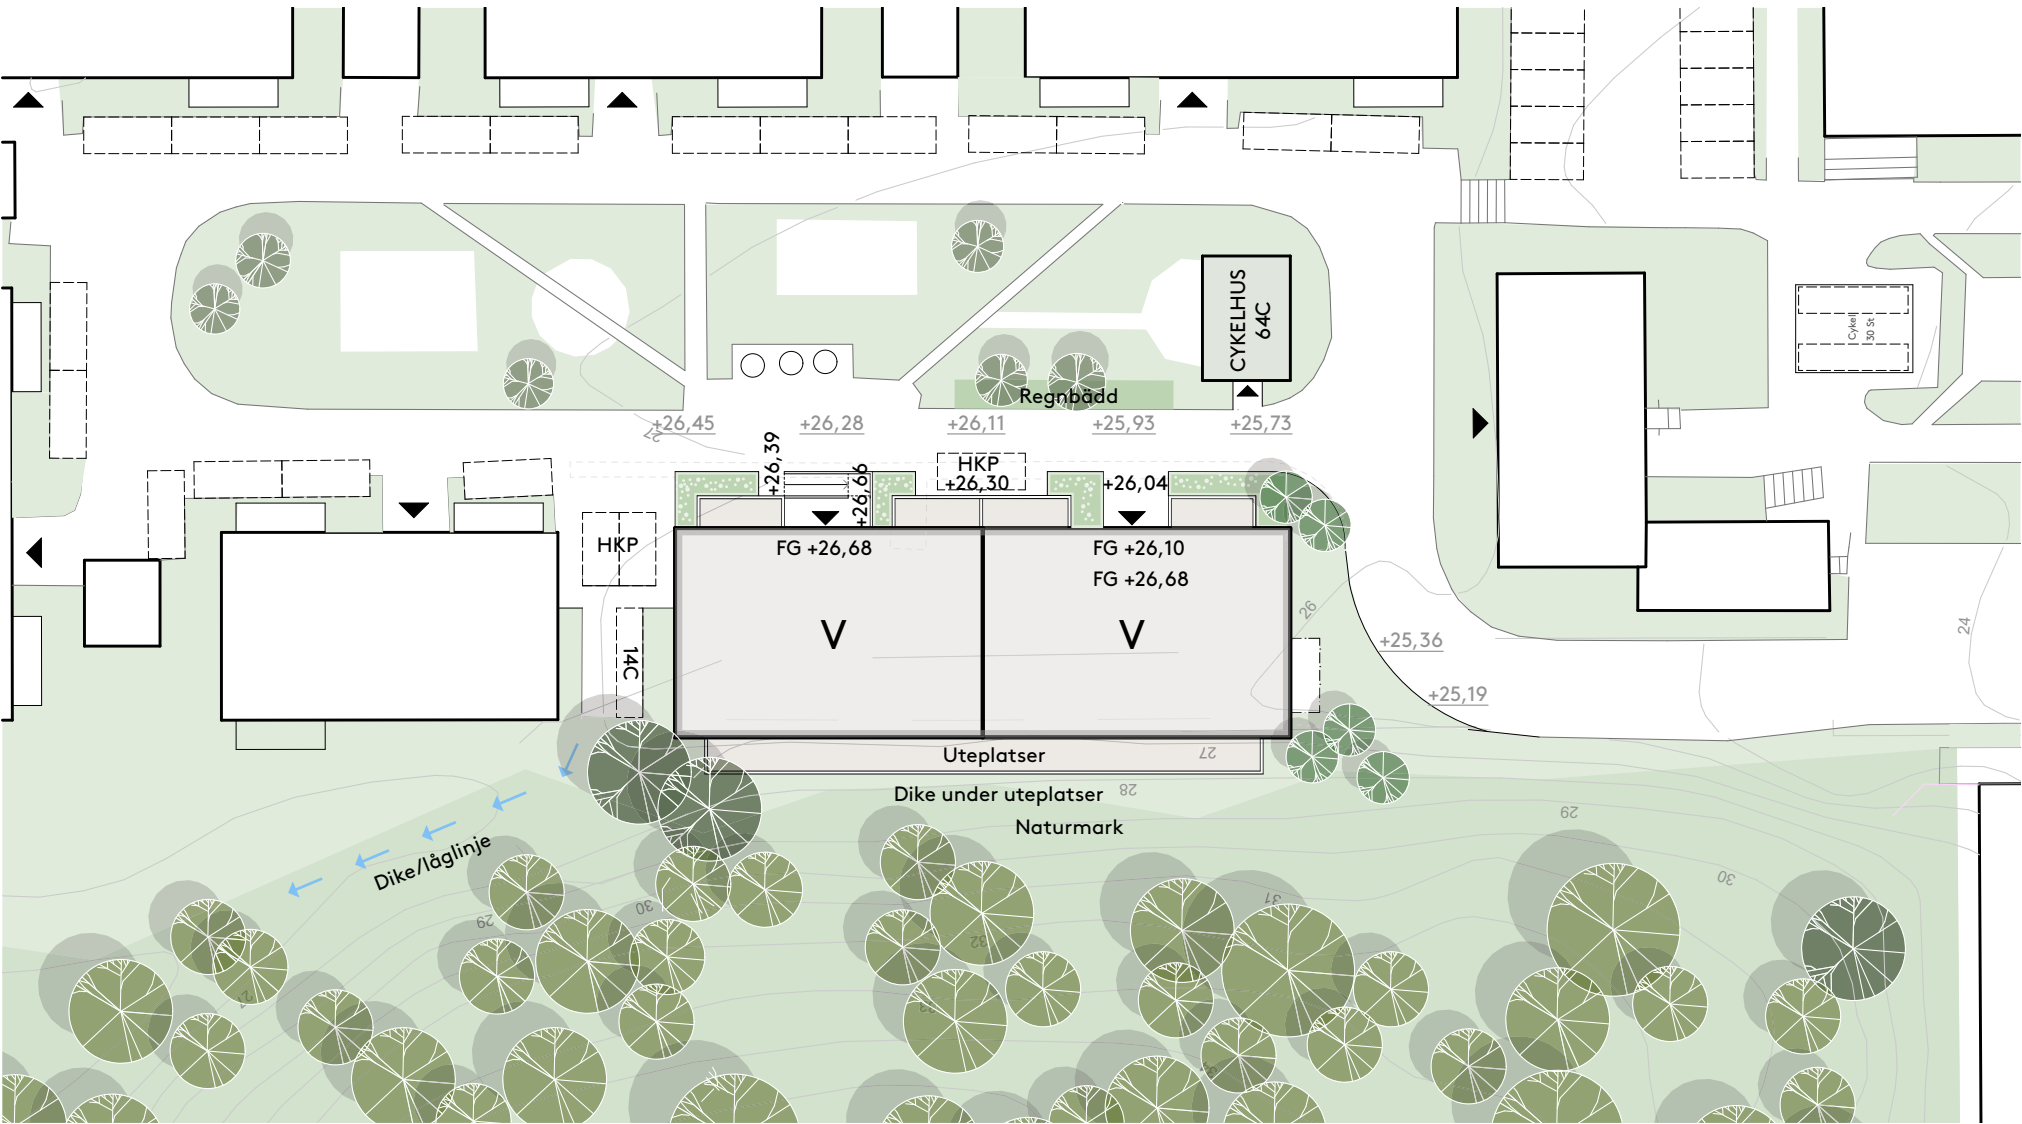 CYKELHUS
64C
Cykel
30 St
Regnbädd
+26,45
+26,28
+26,11
+25,93
+25,73
27
+26,39
+26,66
HKP
+26,30
+26,04
HKP
FG +26,68
FG +26,10
FG +26,68
V
V
14C
26
+25,36
+25,19
24
Uteplatser
27
Dike under uteplatser
28
Naturmark
29
Dike/låglinje
30
29
30
31
32
27
33